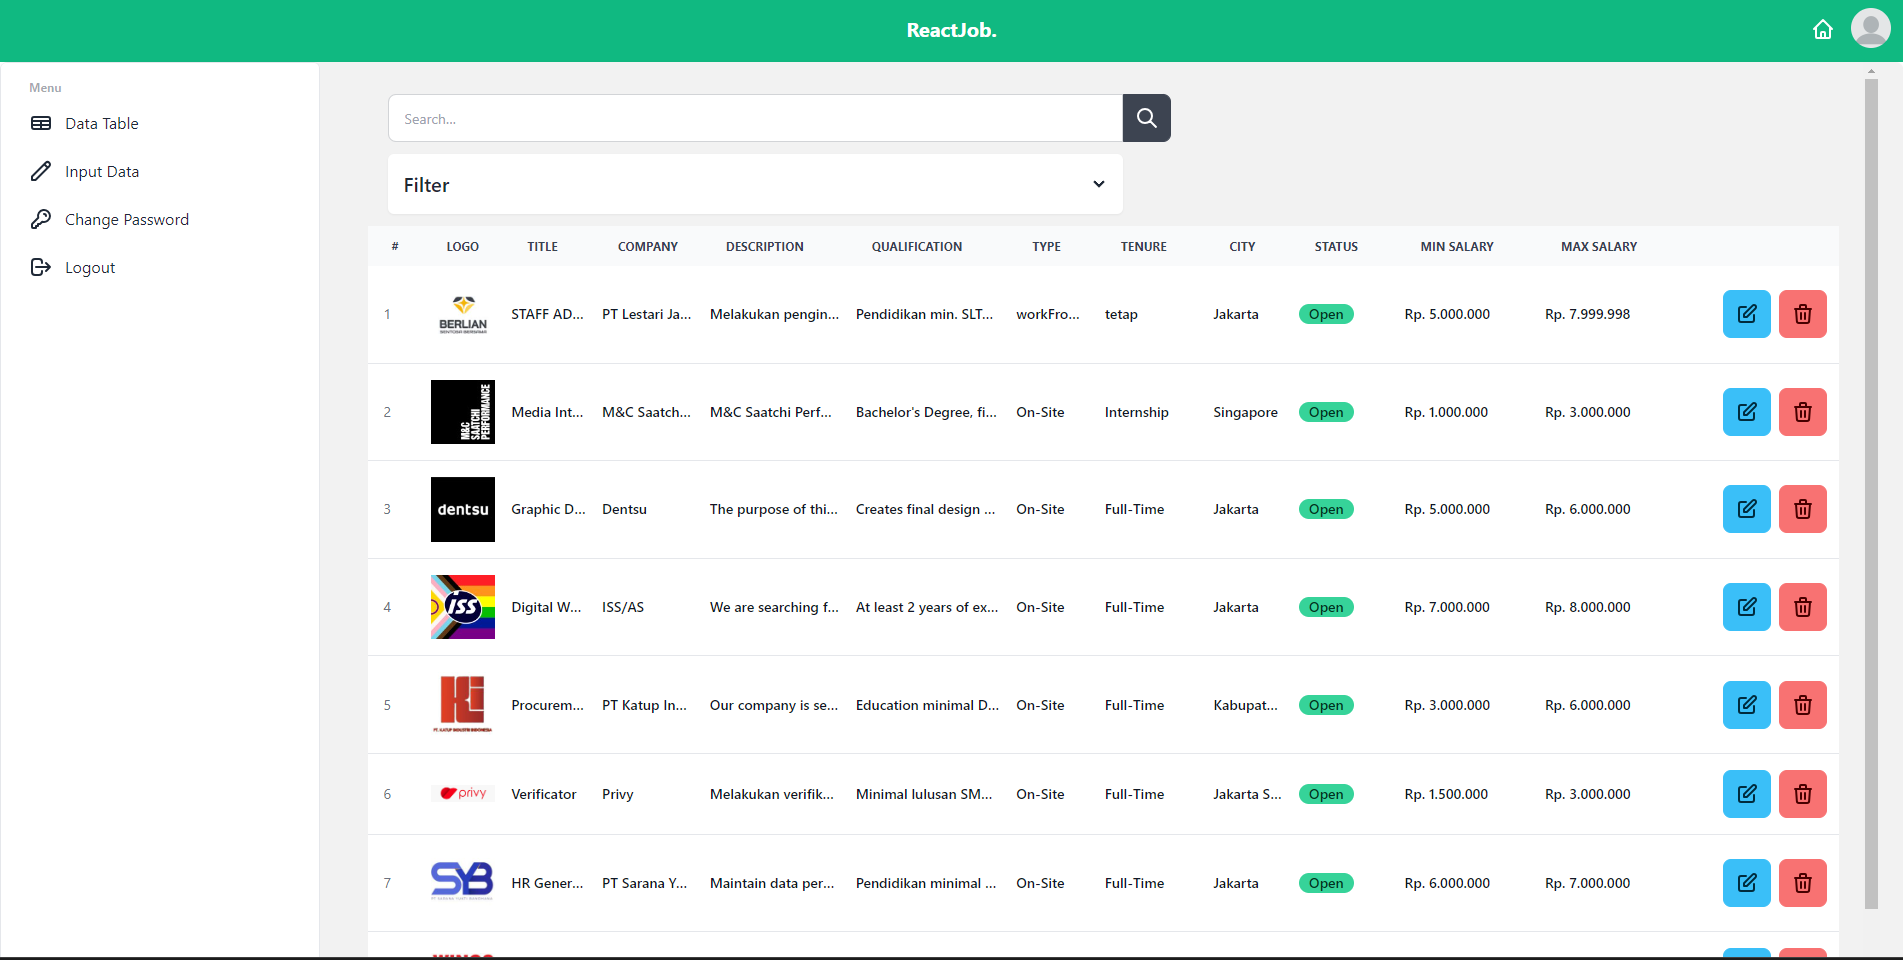 ReactJob.
Menu
Data Table
Input Data
Change Password
Logout
Search...
Filter
# LOGO TITLE COMPANY DESCRIPTION QUALIFICATION TYPE TENURE CITY STATUS MIN SALARY MAX SALARY
1 BERLIAN STAFF AD... PT Lestari Ja... Melakukan pengin... Pendidikan min. SLT... workFro... tetap Jakarta Open Rp. 5.000.000 Rp. 7.999.998
2 M&C SAATCHI PERFORMANCE Media Int... M&C Saatch... M&C Saatchi Perf... Bachelor's Degree, fi... On-Site Internship Singapore Open Rp. 1.000.000 Rp. 3.000.000
3 dentsu Graphic D... Dentsu The purpose of thi... Creates final design ... On-Site Full-Time Jakarta Open Rp. 5.000.000 Rp. 6.000.000
4 ISS Digital W... ISS/AS We are searching f... At least 2 years of ex... On-Site Full-Time Jakarta Open Rp. 7.000.000 Rp. 8.000.000
5 Ki PT. KATUP INDUSTRI INDONESIA Procurem... PT Katup In... Our company is se... Education minimal D... On-Site Full-Time Kabupat... Open Rp. 3.000.000 Rp. 6.000.000
6 privy Verificator Privy Melakukan verifik... Minimal lulusan SM... On-Site Full-Time Jakarta S... Open Rp. 1.500.000 Rp. 3.000.000
7 SYB HR Gener... PT Sarana Y... Maintain data per... Pendidikan minimal ... On-Site Full-Time Jakarta Open Rp. 6.000.000 Rp. 7.000.000